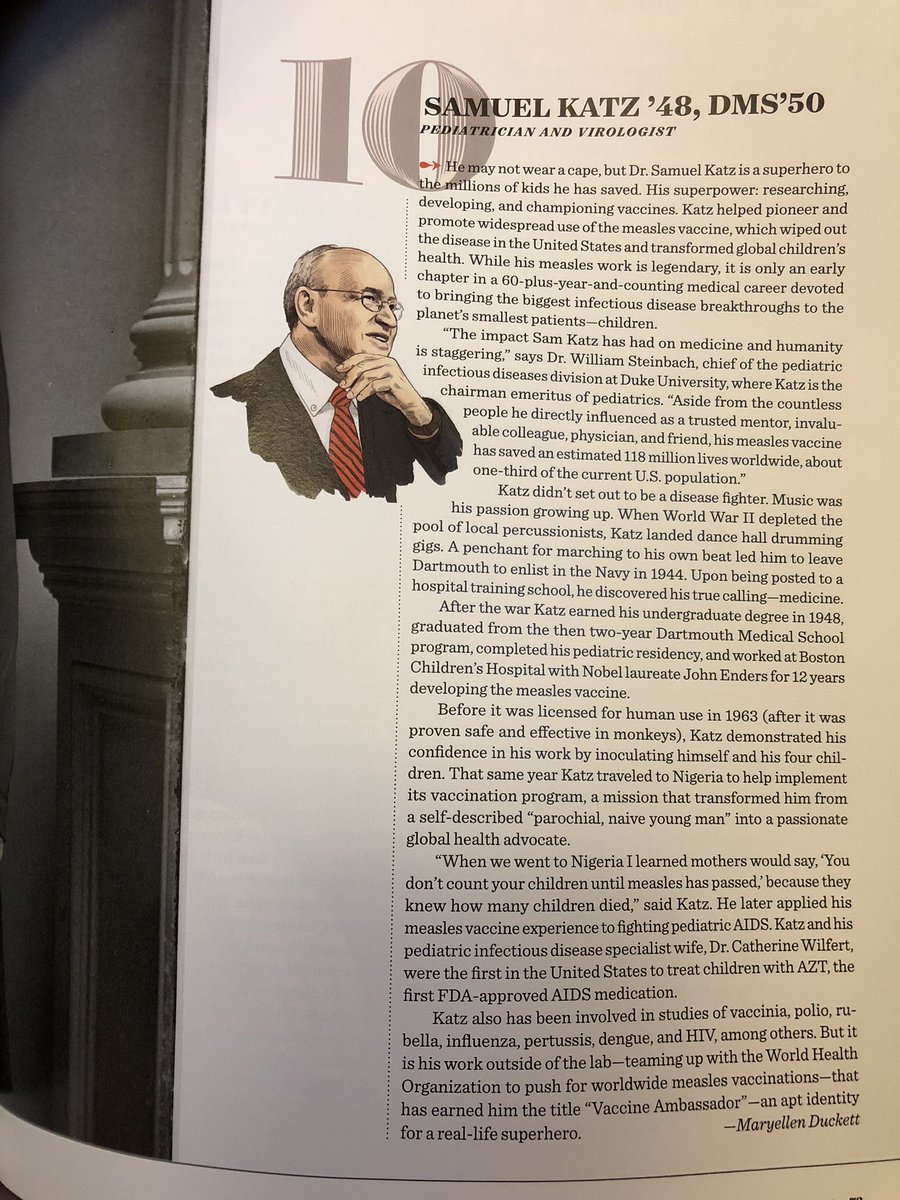 10
SAMUEL KATZ ’48, DMS’50
PEDIATRICIAN AND VIROLOGIST
He may not wear a cape, but Dr. Samuel Katz is a superhero to
the millions of kids he has saved. His superpower: researching,
developing, and championing vaccines. Katz helped pioneer and
promote widespread use of the measles vaccine, which wiped out
the disease in the United States and transformed global children’s
health. While his measles work is legendary, it is only an early
chapter in a 60-plus-year-and-counting medical career devoted
to bringing the biggest infectious disease breakthroughs to the
planet’s smallest patients—children.
“The impact Sam Katz has had on medicine and humanity
is staggering,” says Dr. William Steinbach, chief of the pediatric
infectious diseases division at Duke University, where Katz is the
chairman emeritus of pediatrics. “Aside from the countless
people he directly influenced as a trusted mentor, invalu-
able colleague, physician, and friend, his measles vaccine
has saved an estimated 118 million lives worldwide, about
one-third of the current U.S. population.”
Katz didn’t set out to be a disease fighter. Music was
his passion growing up. When World War II depleted the
pool of local percussionists, Katz landed dance hall drumming
gigs. A penchant for marching to his own beat led him to leave
Dartmouth to enlist in the Navy in 1944. Upon being posted to a
hospital training school, he discovered his true calling—medicine.
After the war Katz earned his undergraduate degree in 1948,
graduated from the then two-year Dartmouth Medical School
program, completed his pediatric residency, and worked at Boston
Children’s Hospital with Nobel laureate John Enders for 12 years
developing the measles vaccine.
Before it was licensed for human use in 1963 (after it was
proven safe and effective in monkeys), Katz demonstrated his
confidence in his work by inoculating himself and his four chil-
dren. That same year Katz traveled to Nigeria to help implement
its vaccination program, a mission that transformed him from
a self-described “parochial, naive young man” into a passionate
global health advocate.
“When we went to Nigeria I learned mothers would say, ‘You
don’t count your children until measles has passed,’ because they
knew how many children died,” said Katz. He later applied his
measles vaccine experience to fighting pediatric AIDS. Katz and his
pediatric infectious disease specialist wife, Dr. Catherine Wilfert,
were the first in the United States to treat children with AZT, the
first FDA-approved AIDS medication.
Katz also has been involved in studies of vaccinia, polio, ru-
bella, influenza, pertussis, dengue, and HIV, among others. But it
is his work outside of the lab—teaming up with the World Health
Organization to push for worldwide measles vaccinations—that
has earned him the title “Vaccine Ambassador”—an apt identity
for a real-life superhero. —Maryellen Duckett